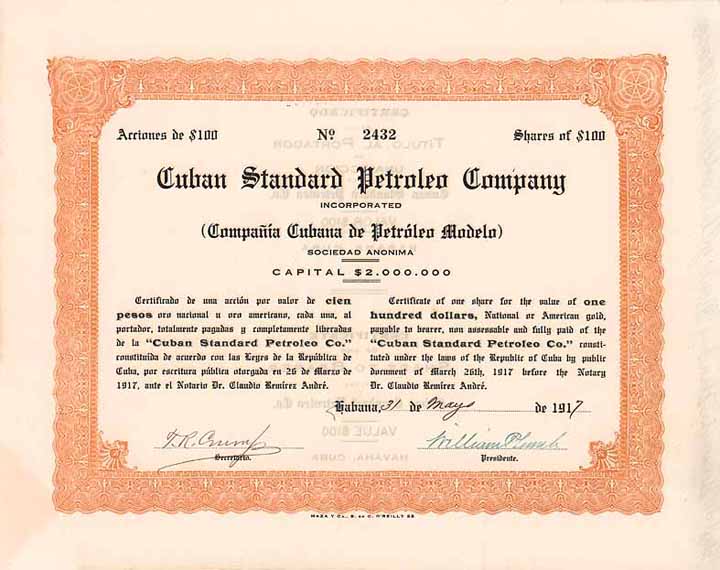 Acciones de $100 Nº 2432 Shares of $100
Cuban Standard Petroleo Company
INCORPORATED
(Compañía Cubana de Petróleo Modelo)
SOCIEDAD ANONIMA
CAPITAL $2.000.000
Certificado de una acción por valor de cien
pesos oro nacional u oro americano, cada una, al
portador, totalmente pagadas y completamente liberadas
de la "Cuban Standard Petroleo Co."
constituida de acuerdo con las Leyes de la República de
Cuba, por escritura pública otorgada en 26 de Marzo de
1917, ante el Notario Dr. Claudio Remírez André.
Certificate of one share for the value of one
hundred dollars, National or American gold,
payable to bearer, non assessable and fully paid of the
"Cuban Standard Petroleo Co." consti-
tuted under the laws of the Republic of Cuba by public
document of March 26th, 1917 before the Notary
Dr. Claudio Remírez André.
Habana, 31 de Mayo de 1917
Secretario.
Presidente.
MAZA Y CA., S. EN C. O'REILLY 23